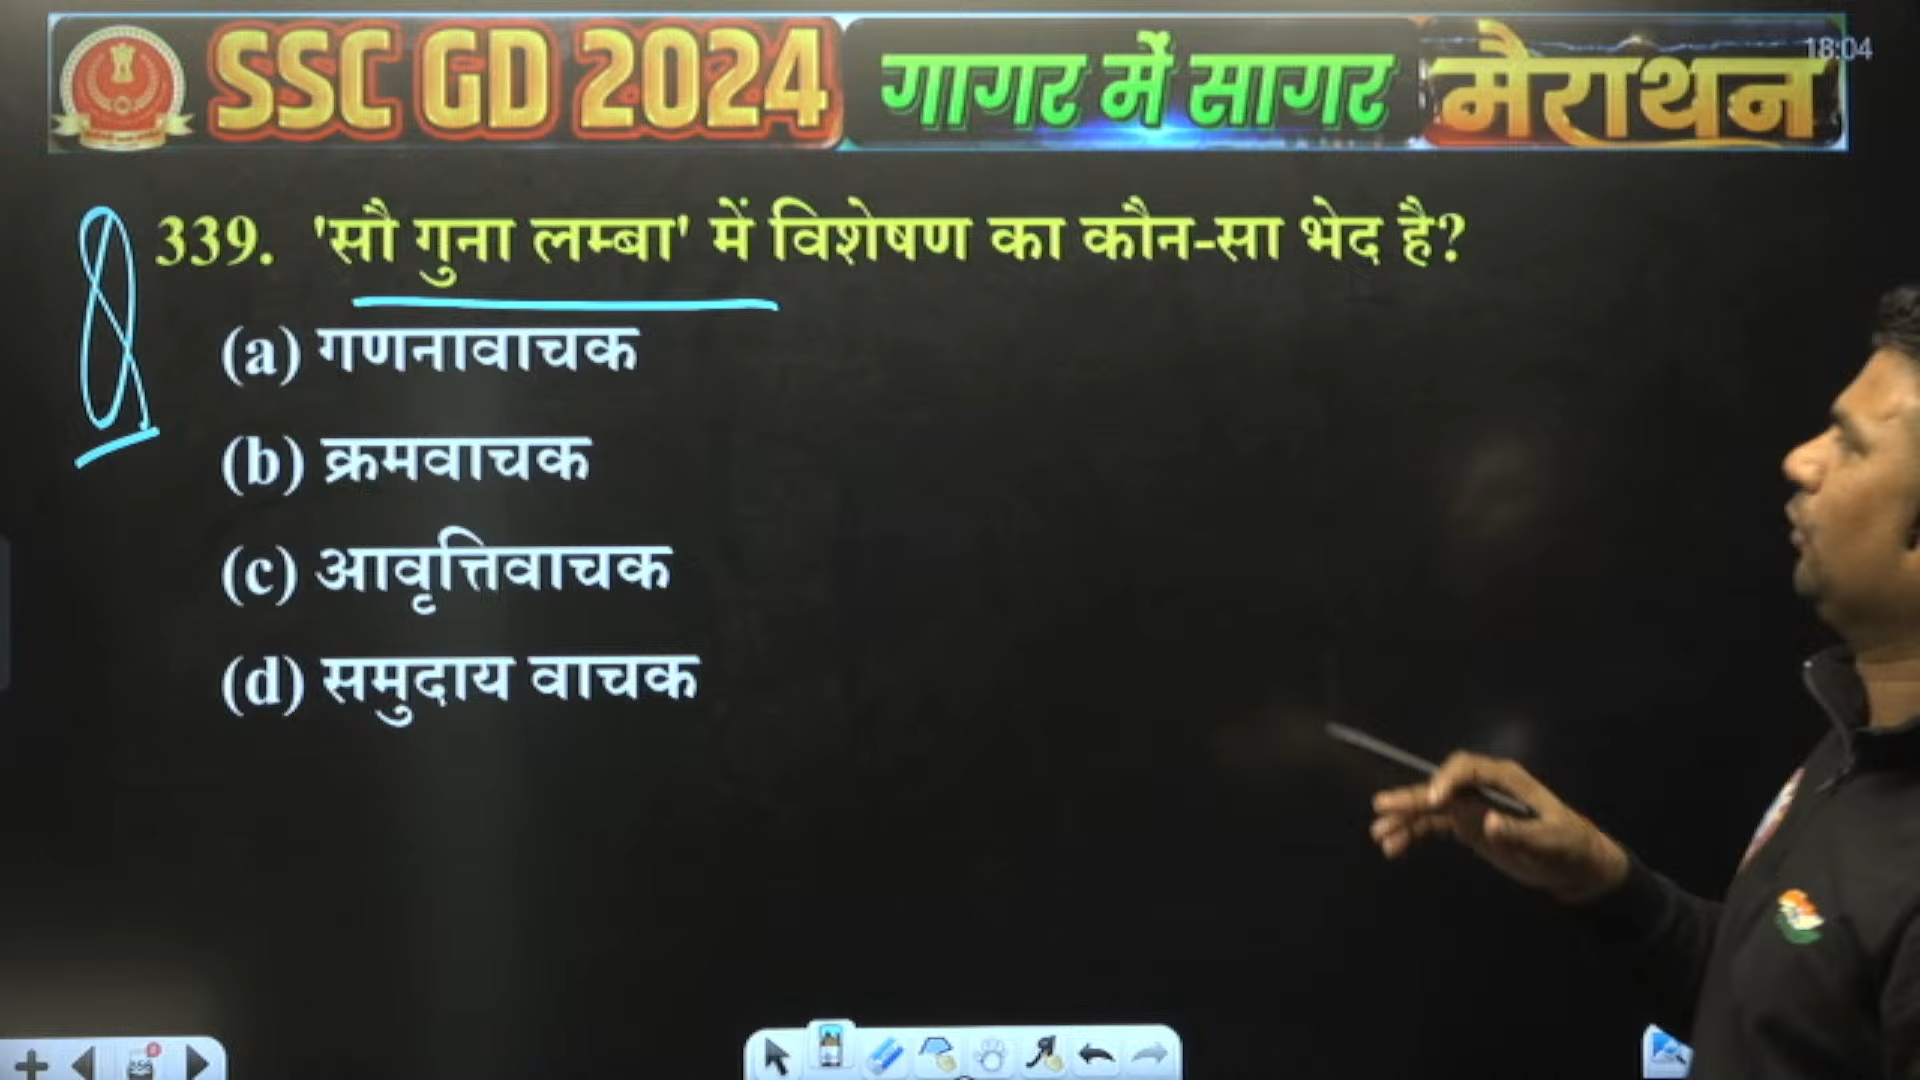 SSC GD 2024 गागर में सागर मैराथन
18:04
339. 'सौ गुना लम्बा' में विशेषण का कौन-सा भेद है?
(a) गणनावाचक
(b) क्रमवाचक
(c) आवृत्तिवाचक
(d) समुदाय वाचक